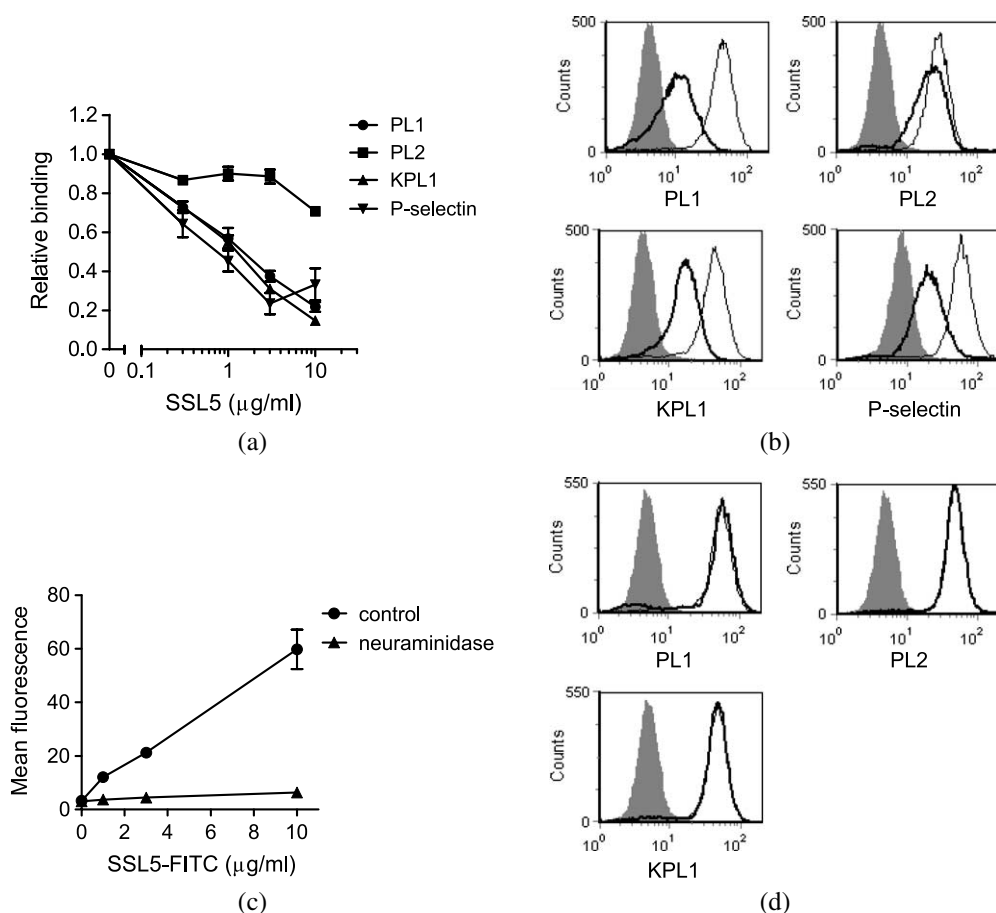 1.2
1.0
0.8
0.6
0.4
0.2
0.0
Relative binding
0 0.1 1 10
SSL5 (μg/ml)
PL1
PL2
KPL1
P-selectin
(a)
500
Counts
0
10^0 10^1 10^2
PL1
500
Counts
0
10^0 10^1 10^2
PL2
500
Counts
0
10^0 10^1 10^2
KPL1
500
Counts
0
10^0 10^1 10^2
P-selectin
(b)
80
60
40
20
0
Mean fluorescence
0 2 4 6 8 10
SSL5-FITC (μg/ml)
control
neuraminidase
(c)
550
Counts
0
10^0 10^1 10^2
PL1
550
Counts
0
10^0 10^1 10^2
PL2
550
Counts
0
10^0 10^1 10^2
KPL1
(d)